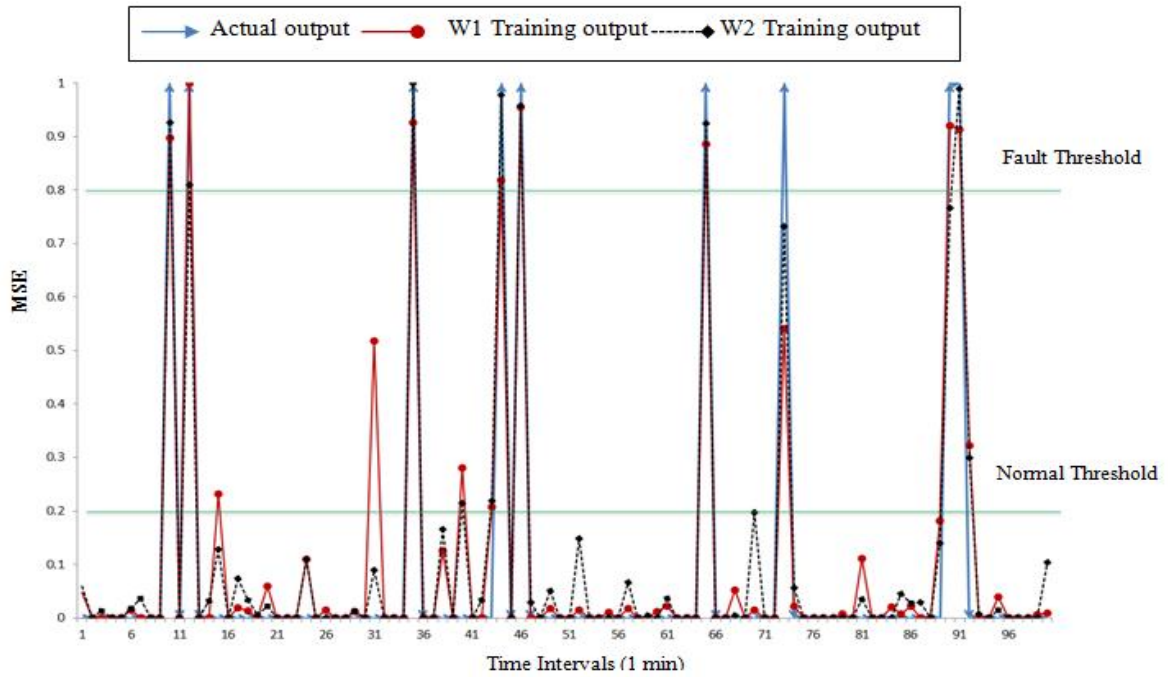 Actual output W1 Training output W2 Training output
1
0.9
0.8
0.7
0.6
0.5
0.4
0.3
0.2
0.1
0
MSE
Fault Threshold
Normal Threshold
1 6 11 16 21 26 31 36 41 46 51 56 61 66 71 76 81 86 91 96
Time Intervals (1 min)